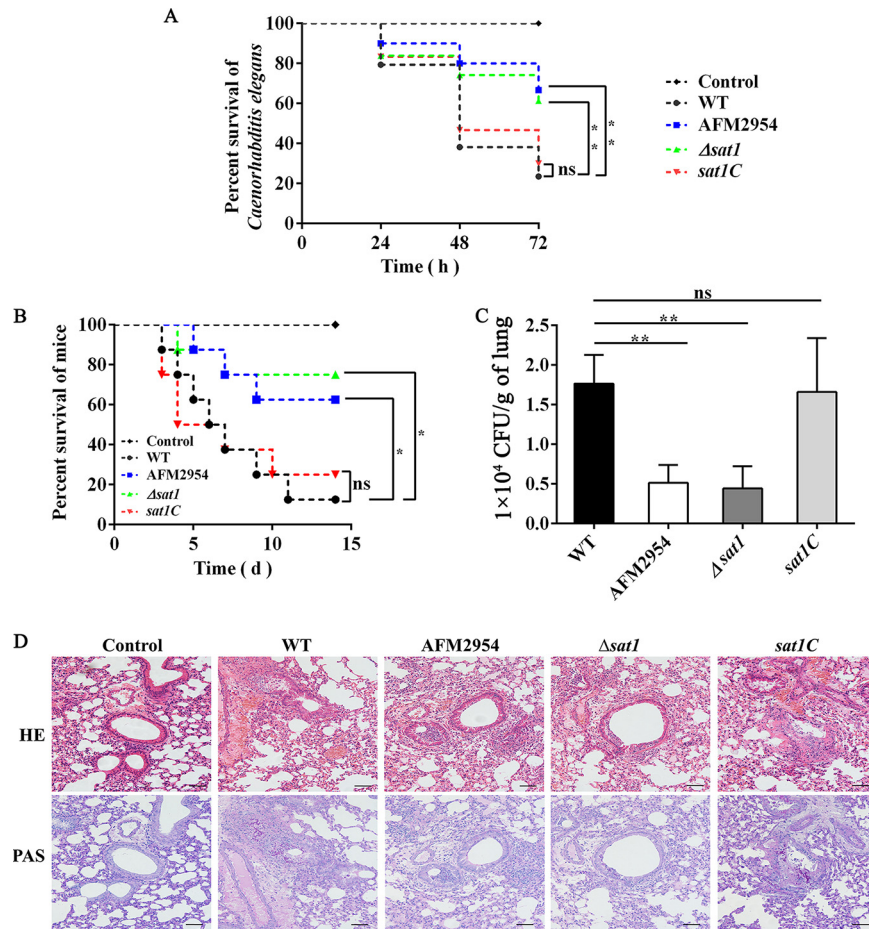 A
Percent survival of
Caenorhabditis elegans
100
80
60
40
20
0
0 24 48 72
Time ( h )
* *
* *
ns
Control
WT
AFM2954
Δsat1
sat1C
B
Percent survival of mice
100
80
60
40
20
0
0 5 10 15
Time ( d )
Control
WT
AFM2954
Δsat1
sat1C
ns
*
*
C
1×10⁴ CFU/g of lung
2.5
2.0
1.5
1.0
0.5
0.0
ns
**
**
WT
AFM2954
Δsat1
sat1C
D
Control WT AFM2954 Δsat1 sat1C
HE
PAS